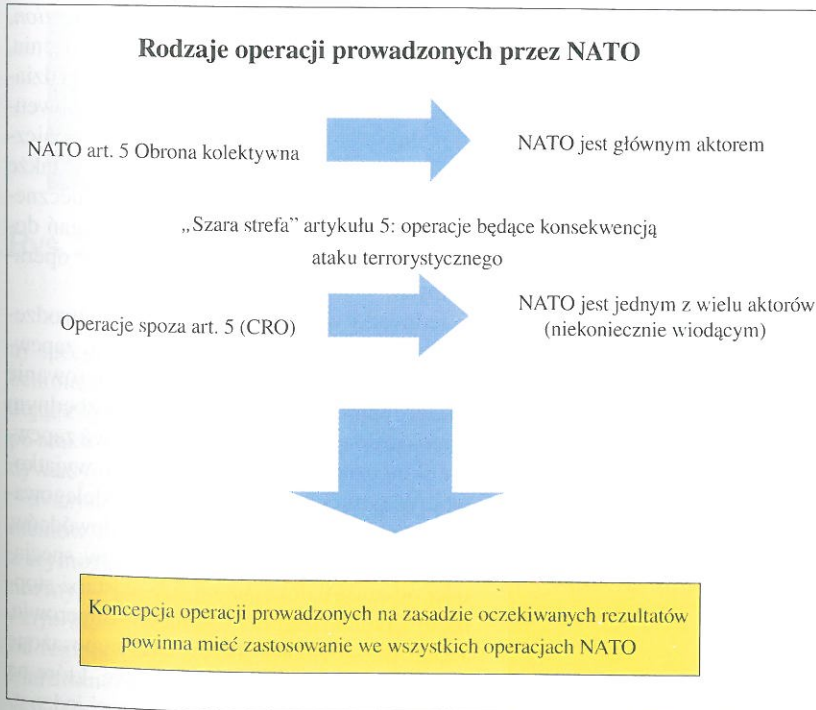 Rodzaje operacji prowadzonych przez NATO
NATO art. 5 Obrona kolektywna
NATO jest głównym aktorem
„Szara strefa” artykułu 5: operacje będące konsekwencją
ataku terrorystycznego
Operacje spoza art. 5 (CRO)
NATO jest jednym z wielu aktorów
(niekoniecznie wiodącym)
Koncepcja operacji prowadzonych na zasadzie oczekiwanych rezultatów
powinna mieć zastosowanie we wszystkich operacjach NATO